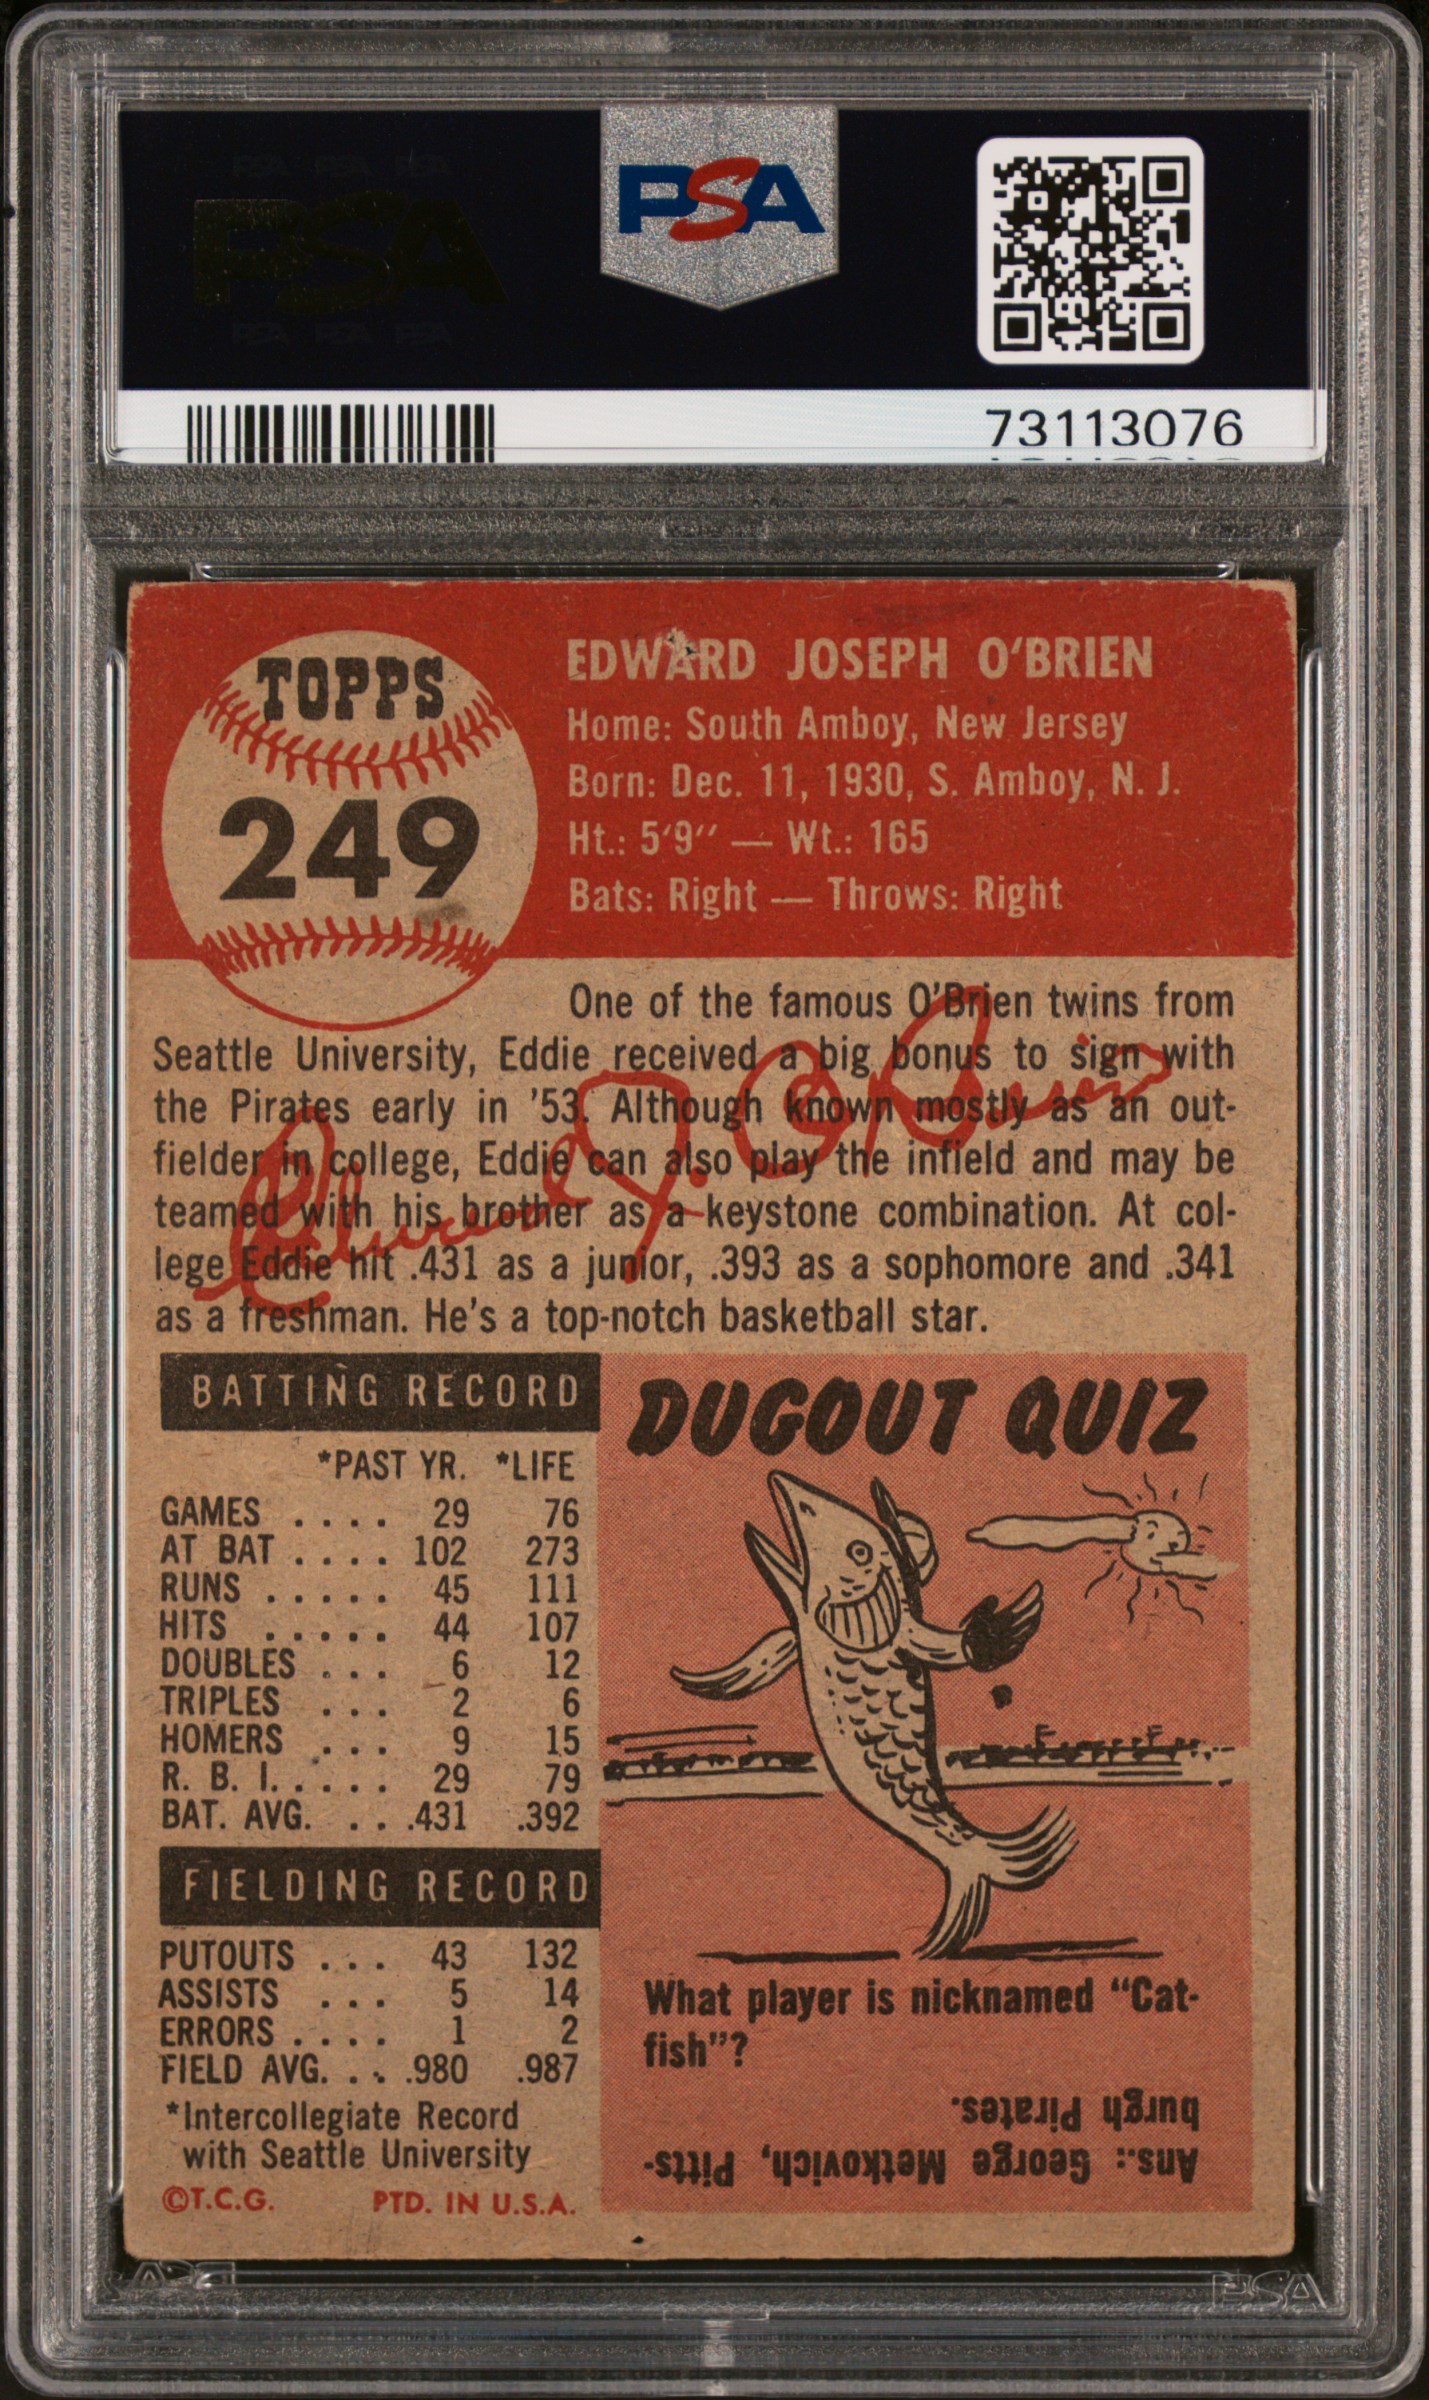 PSA PSA PSA
PSA
PSA PSA PSA
PSA
73113076
TOPPS
249
EDWARD JOSEPH O'BRIEN
Home: South Amboy, New Jersey
Born: Dec. 11, 1930, S. Amboy, N. J.
Ht.: 5'9'' — Wt.: 165
Bats: Right — Throws: Right
One of the famous O'Brien twins from
Seattle University, Eddie received a big bonus to sign with
the Pirates early in '53. Although known mostly as an out-
fielder in college, Eddie can also play the infield and may be
teamed with his brother as a keystone combination. At col-
lege Eddie hit .431 as a junior, .393 as a sophomore and .341
as a freshman. He's a top-notch basketball star.
Edward J. O'Brien
BATTING RECORD
*PAST YR. *LIFE
GAMES .... 29 76
AT BAT .... 102 273
RUNS ..... 45 111
HITS ..... 44 107
DOUBLES ... 6 12
TRIPLES ... 2 6
HOMERS ... 9 15
R. B. I. .... 29 79
BAT. AVG. ... .431 .392
FIELDING RECORD
PUTOUTS ... 43 132
ASSISTS ... 5 14
ERRORS .... 1 2
FIELD AVG. ... .980 .987
*Intercollegiate Record
with Seattle University
©T.C.G. PTD. IN U.S.A.
DUGOUT QUIZ
What player is nicknamed "Cat-
fish"?
Ans.: George Metkovich, Pitts-
burgh Pirates.
PSA
PSA